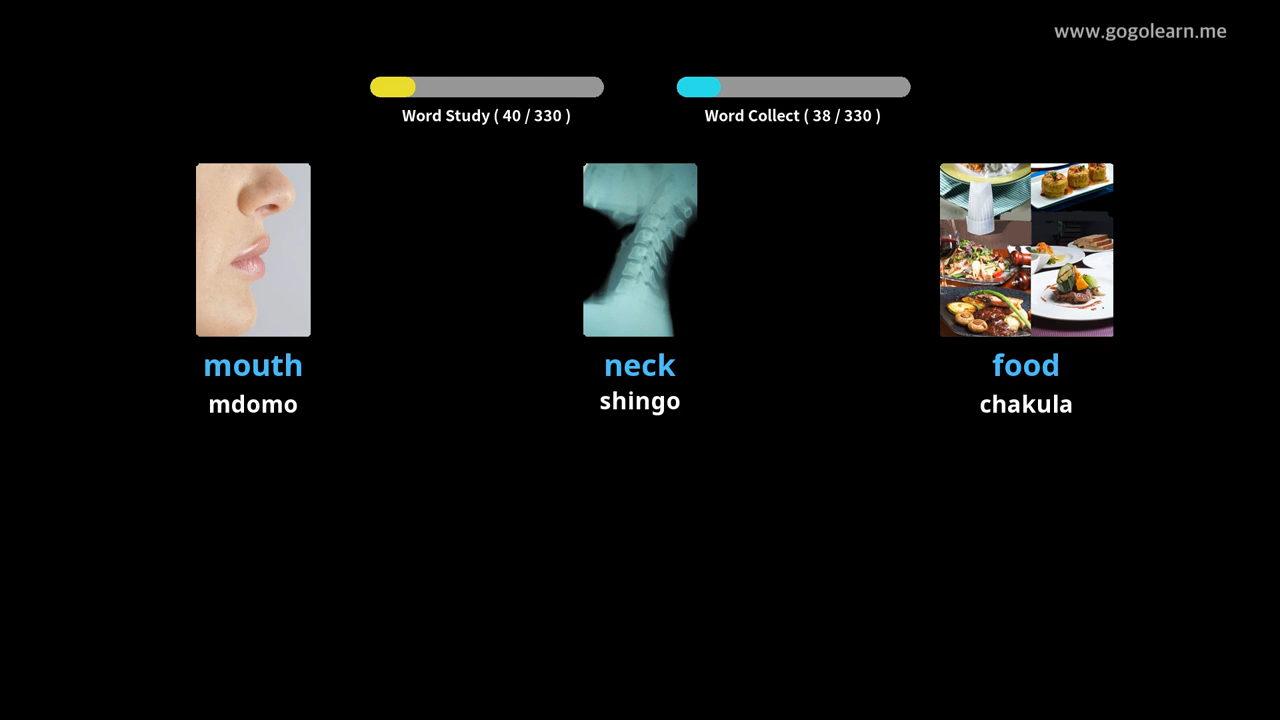 www.gogolearn.me
Word Study ( 40 / 330 )
Word Collect ( 38 / 330 )
mouth
mdomo
neck
shingo
food
chakula